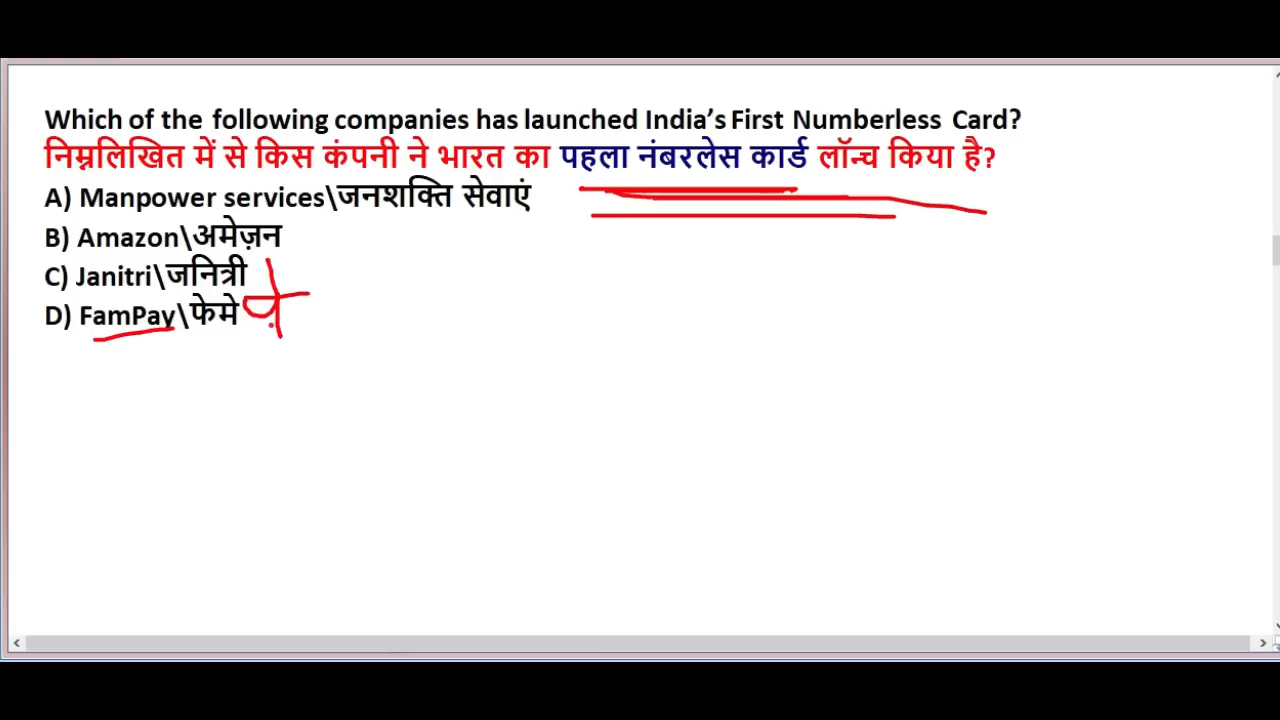 Which of the following companies has launched India’s First Numberless Card?
निम्नलिखित में से किस कंपनी ने भारत का पहला नंबरलेस कार्ड लॉन्च किया है?
A) Manpower services\जनशक्ति सेवाएं
B) Amazon\अमेज़न
C) Janitri\जनित्री
D) FamPay\फेमे